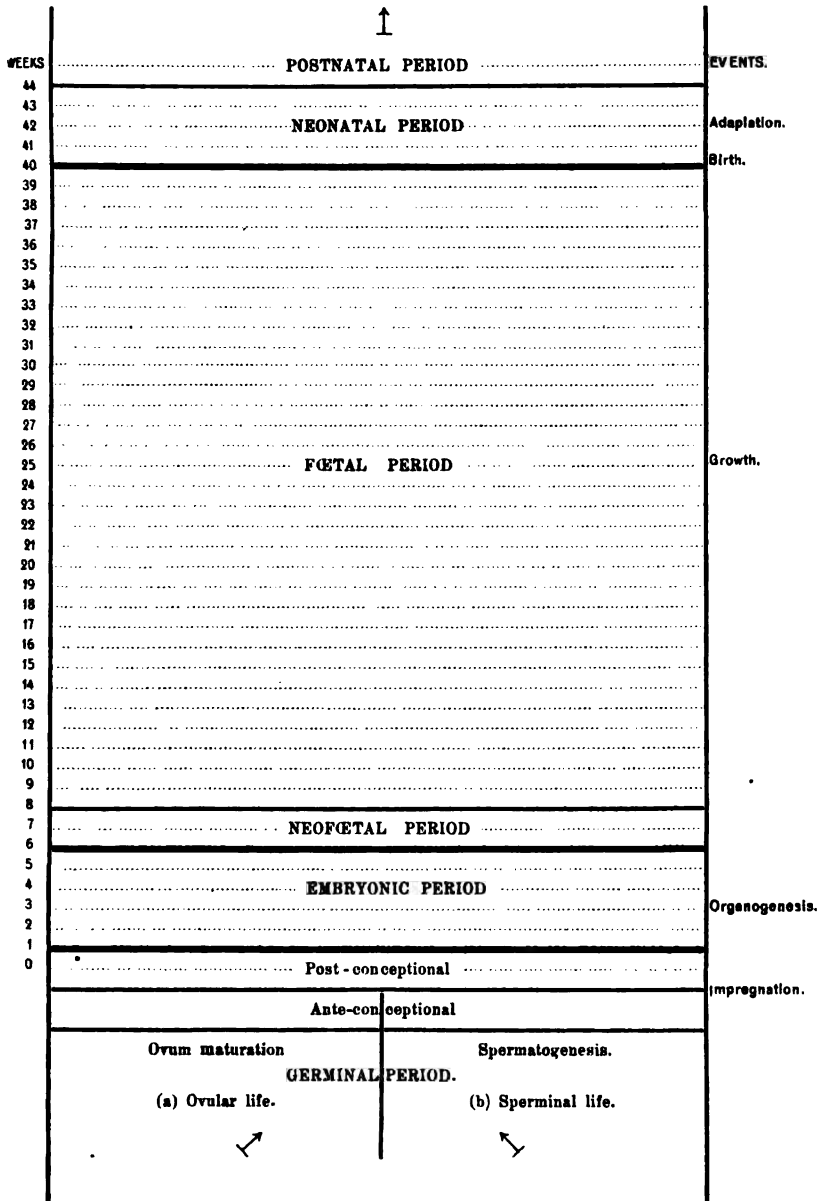 WEEKS POSTNATAL PERIOD EVENTS.
44
43
42 NEONATAL PERIOD Adaptation.
41
40 Birth.
39
38
37
36
35
34
33
32
31
30
29
28
27
26
25 FŒTAL PERIOD Growth.
24
23
22
21
20
19
18
17
16
15
14
13
12
11
10
9
8
7 NEOFŒTAL PERIOD
6
5
4 EMBRYONIC PERIOD
3 Organogenesis.
2
1
0 Post-conceptional
Impregnation.
Ante-conceptional
Ovum maturation Spermatogenesis.
GERMINAL PERIOD.
(a) Ovular life. (b) Sperminal life.